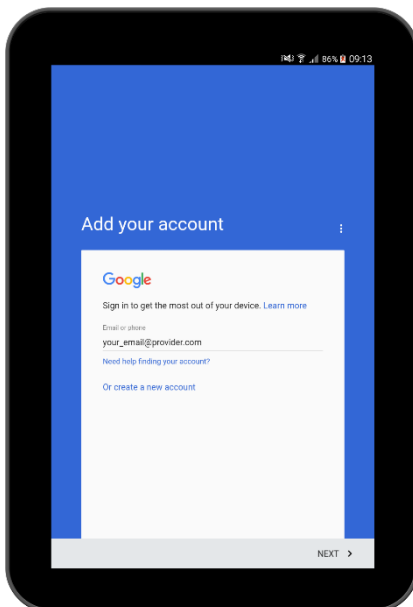 86% 09:13
Add your account
Google
Sign in to get the most out of your device. Learn more
Email or phone
your_email@provider.com
Need help finding your account?
Or create a new account
NEXT